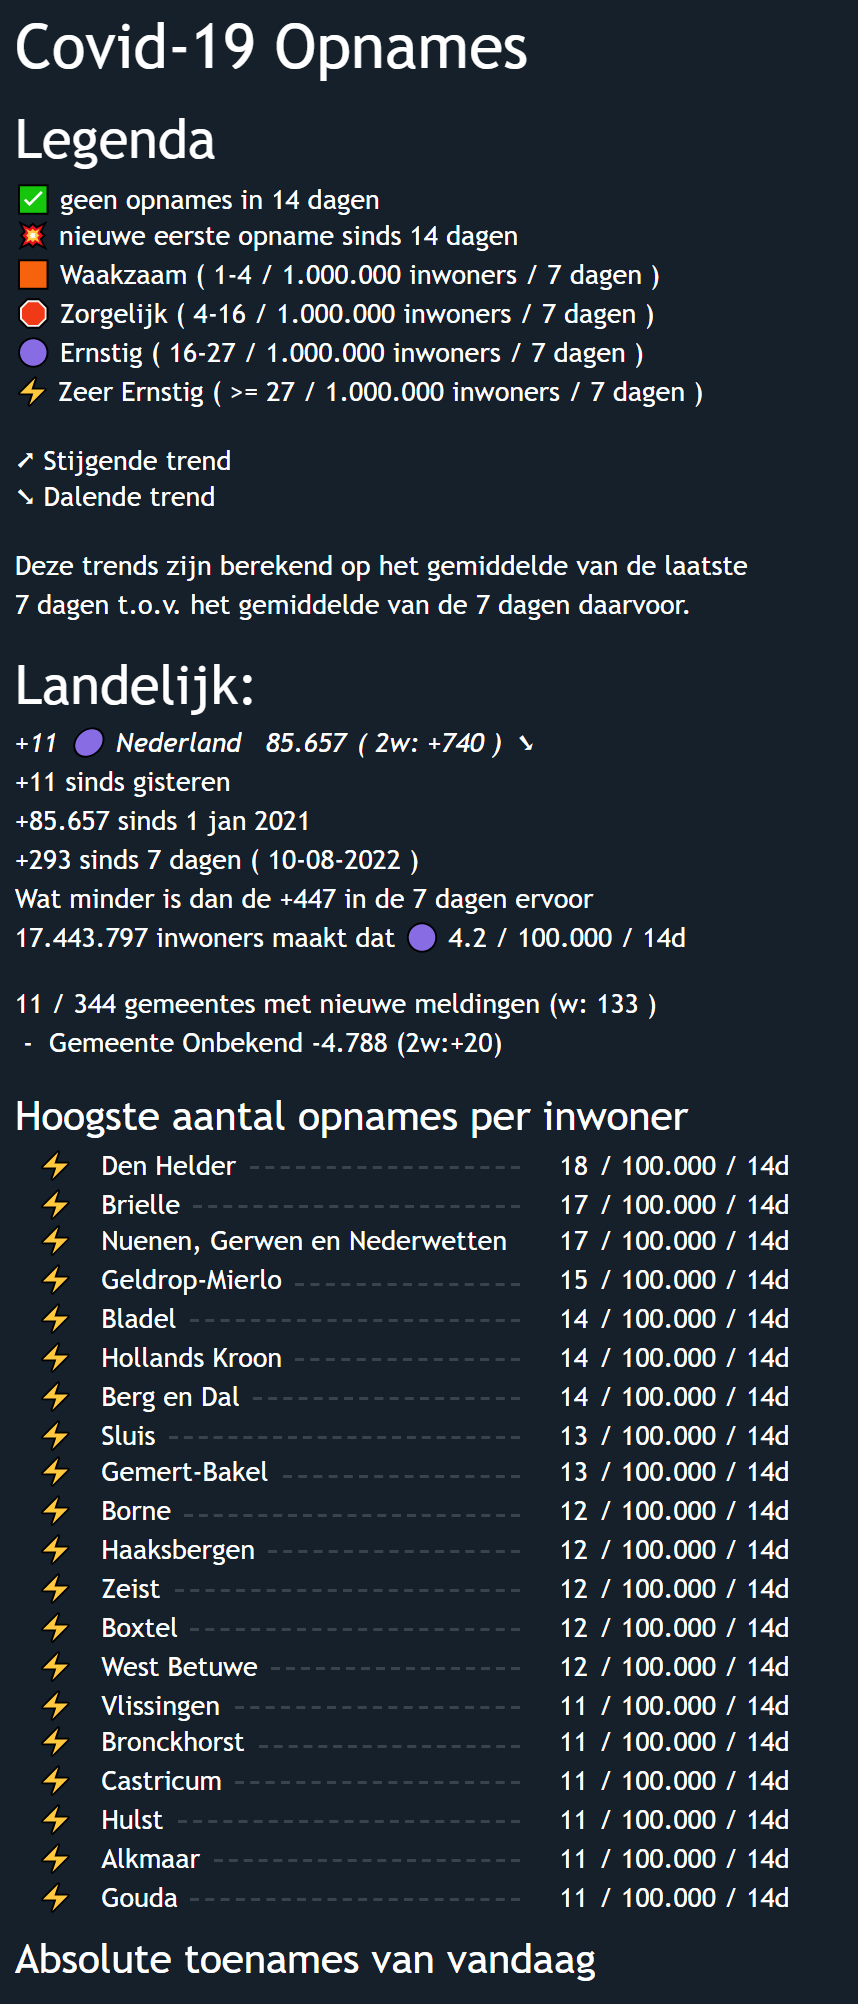 Covid-19 Opnames
Legenda
✅ geen opnames in 14 dagen
💥 nieuwe eerste opname sinds 14 dagen
🟧 Waakzaam ( 1-4 / 1.000.000 inwoners / 7 dagen )
🛑 Zorgelijk ( 4-16 / 1.000.000 inwoners / 7 dagen )
🟣 Ernstig ( 16-27 / 1.000.000 inwoners / 7 dagen )
⚡ Zeer Ernstig ( >= 27 / 1.000.000 inwoners / 7 dagen )
➚ Stijgende trend
➘ Dalende trend
Deze trends zijn berekend op het gemiddelde van de laatste
7 dagen t.o.v. het gemiddelde van de 7 dagen daarvoor.
Landelijk:
+11 🟣 Nederland 85.657 ( 2w: +740 ) ➘
+11 sinds gisteren
+85.657 sinds 1 jan 2021
+293 sinds 7 dagen ( 10-08-2022 )
Wat minder is dan de +447 in de 7 dagen ervoor
17.443.797 inwoners maakt dat 🟣 4.2 / 100.000 / 14d
11 / 344 gemeentes met nieuwe meldingen (w: 133 )
- Gemeente Onbekend -4.788 (2w:+20)
Hoogste aantal opnames per inwoner
⚡ Den Helder 18 / 100.000 / 14d
⚡ Brielle 17 / 100.000 / 14d
⚡ Nuenen, Gerwen en Nederwetten 17 / 100.000 / 14d
⚡ Geldrop-Mierlo 15 / 100.000 / 14d
⚡ Bladel 14 / 100.000 / 14d
⚡ Hollands Kroon 14 / 100.000 / 14d
⚡ Berg en Dal 14 / 100.000 / 14d
⚡ Sluis 13 / 100.000 / 14d
⚡ Gemert-Bakel 13 / 100.000 / 14d
⚡ Borne 12 / 100.000 / 14d
⚡ Haaksbergen 12 / 100.000 / 14d
⚡ Zeist 12 / 100.000 / 14d
⚡ Boxtel 12 / 100.000 / 14d
⚡ West Betuwe 12 / 100.000 / 14d
⚡ Vlissingen 11 / 100.000 / 14d
⚡ Bronckhorst 11 / 100.000 / 14d
⚡ Castricum 11 / 100.000 / 14d
⚡ Hulst 11 / 100.000 / 14d
⚡ Alkmaar 11 / 100.000 / 14d
⚡ Gouda 11 / 100.000 / 14d
Absolute toenames van vandaag